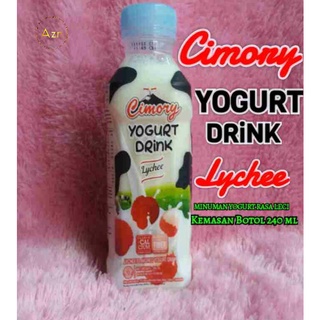 Azr
Cimory
YOGURT
DRiNK
Lychee
MINUMAN YOGURT RASA LECI
KEMASAN BOTOL 240 ML
Cimory
YOGURT
DRiNK
Lychee